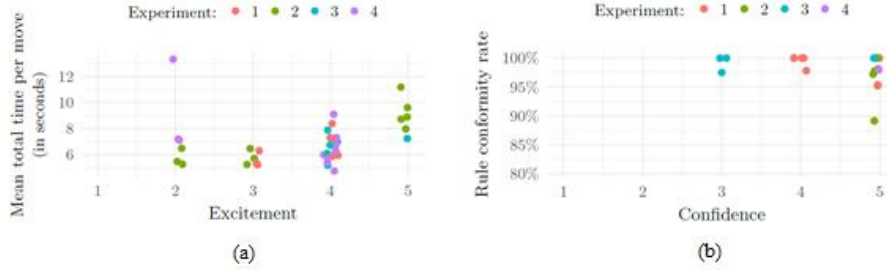 Experiment: 1 2 3 4
Mean total time per move
(in seconds)
12
10
8
6
1 2 3 4 5
Excitement
(a)
Experiment: 1 2 3 4
Rule conformity rate
100%
95%
90%
85%
80%
1 2 3 4 5
Confidence
(b)